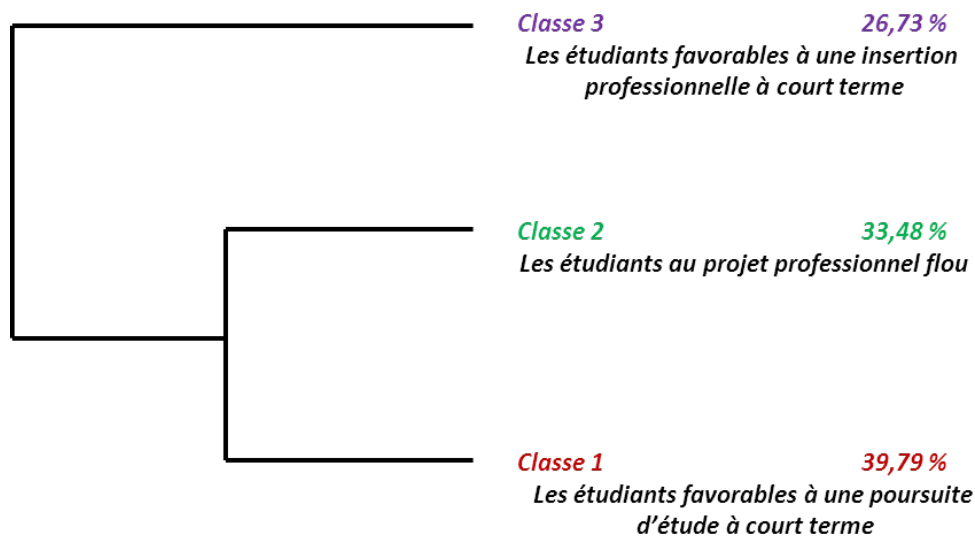 Classe 3 26,73 %
Les étudiants favorables à une insertion
professionnelle à court terme
Classe 2 33,48 %
Les étudiants au projet professionnel flou
Classe 1 39,79 %
Les étudiants favorables à une poursuite
d’étude à court terme